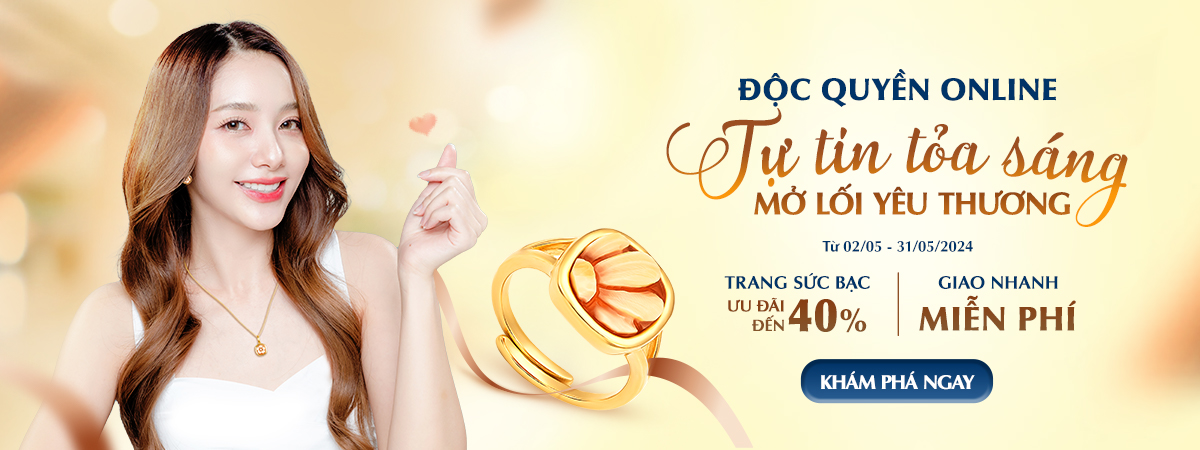 ĐỘC QUYỀN ONLINE
Tự tin tỏa sáng
MỞ LỐI YÊU THƯƠNG
Từ 02/05 - 31/05/2024
TRANG SỨC BẠC
ƯU ĐÃI
ĐẾN 40%
GIAO NHANH
MIỄN PHÍ
KHÁM PHÁ NGAY